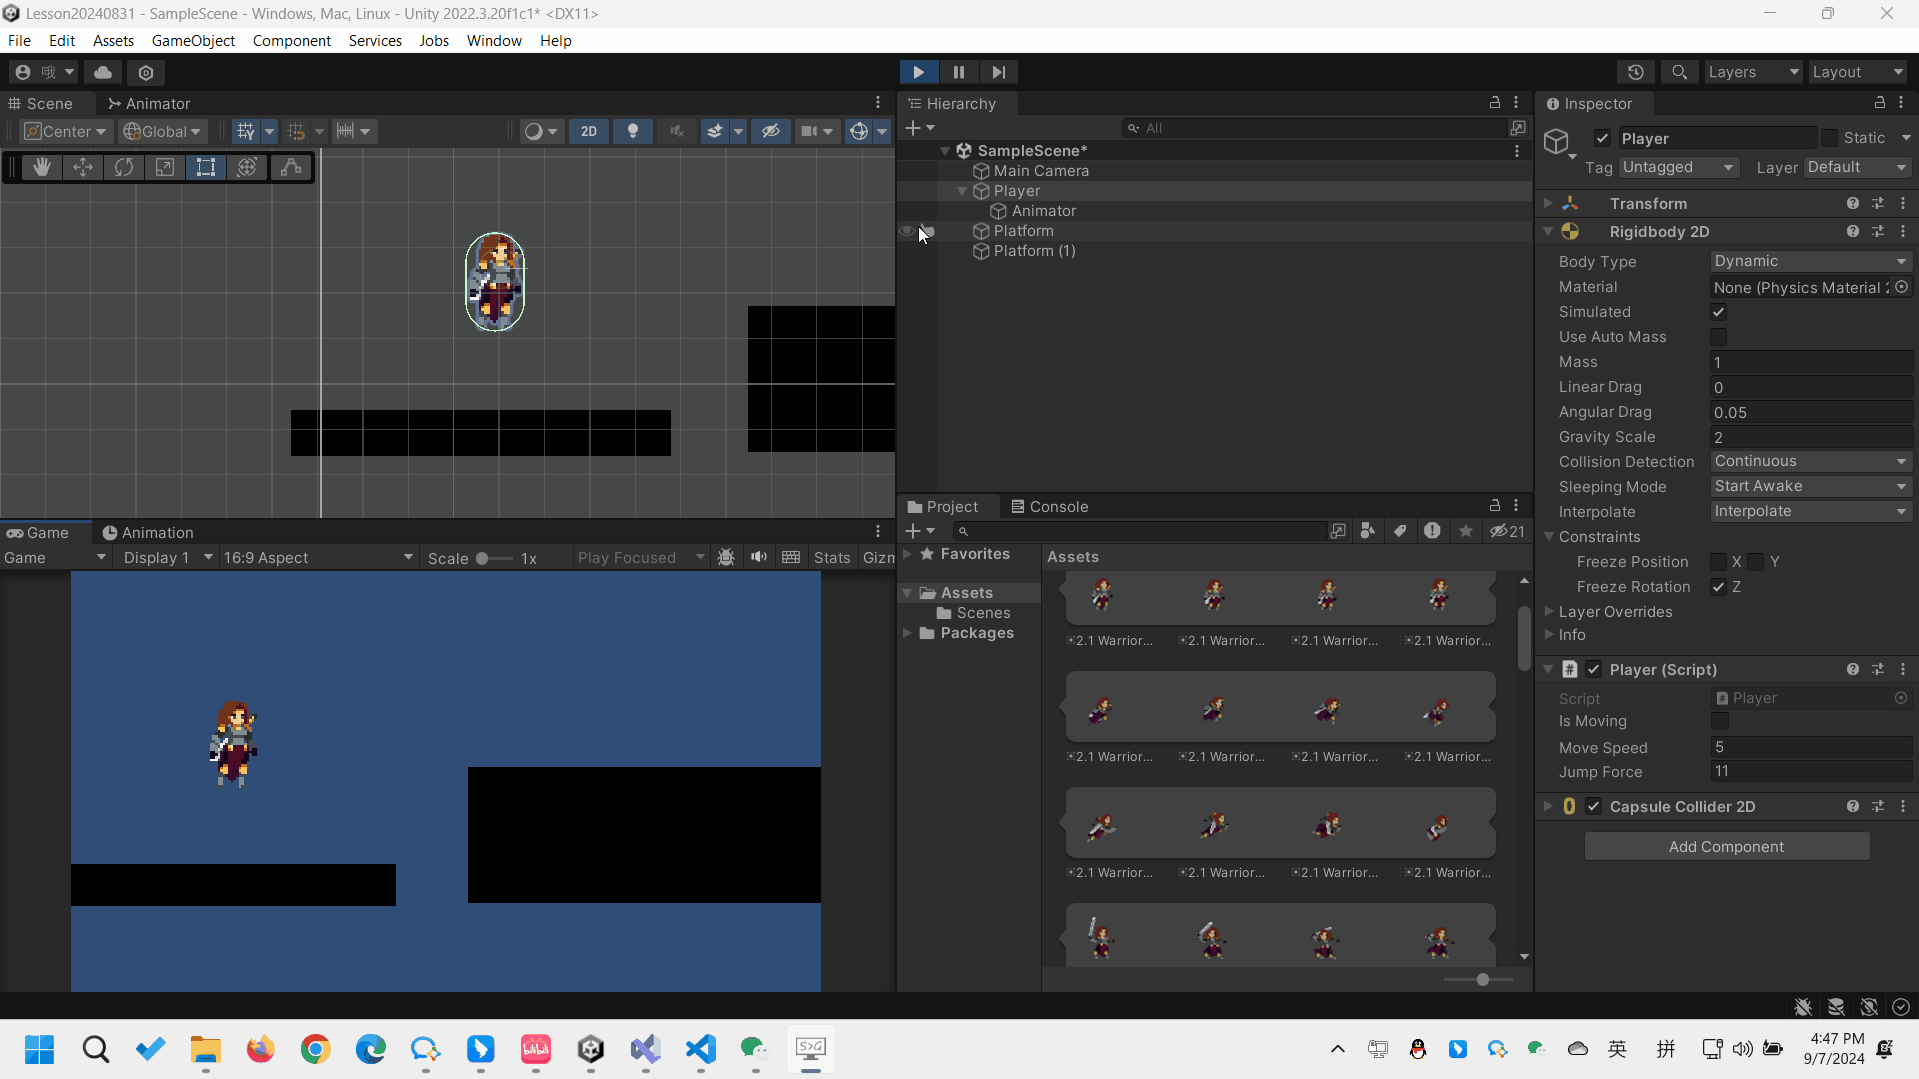 Lesson20240831 - SampleScene - Windows, Mac, Linux - Unity 2022.3.20f1c1* <DX11>
File Edit Assets GameObject Component Services Jobs Window Help
哦
Layers Layout
Scene Animator
Center Global 2D
Hierarchy
All
SampleScene*
Main Camera
Player
Animator
Platform
Platform (1)
Inspector
Player Static
Tag Untagged Layer Default
Transform
Rigidbody 2D
Body Type Dynamic
Material None (Physics Material 2
Simulated
Use Auto Mass
Mass 1
Linear Drag 0
Angular Drag 0.05
Gravity Scale 2
Collision Detection Continuous
Sleeping Mode Start Awake
Interpolate Interpolate
Constraints
Freeze Position X Y
Freeze Rotation Z
Layer Overrides
Info
Player (Script)
Script Player
Is Moving
Move Speed 5
Jump Force 11
Capsule Collider 2D
Add Component
Game Animation
Game Display 1 16:9 Aspect Scale 1x Play Focused Stats Gizm
Project Console
21
Favorites
Assets
Scenes
Packages
Assets
2.1 Warrior... 2.1 Warrior... 2.1 Warrior... 2.1 Warrior...
2.1 Warrior... 2.1 Warrior... 2.1 Warrior... 2.1 Warrior...
2.1 Warrior... 2.1 Warrior... 2.1 Warrior... 2.1 Warrior...
bilibili
S>G
英 拼
4:47 PM
9/7/2024